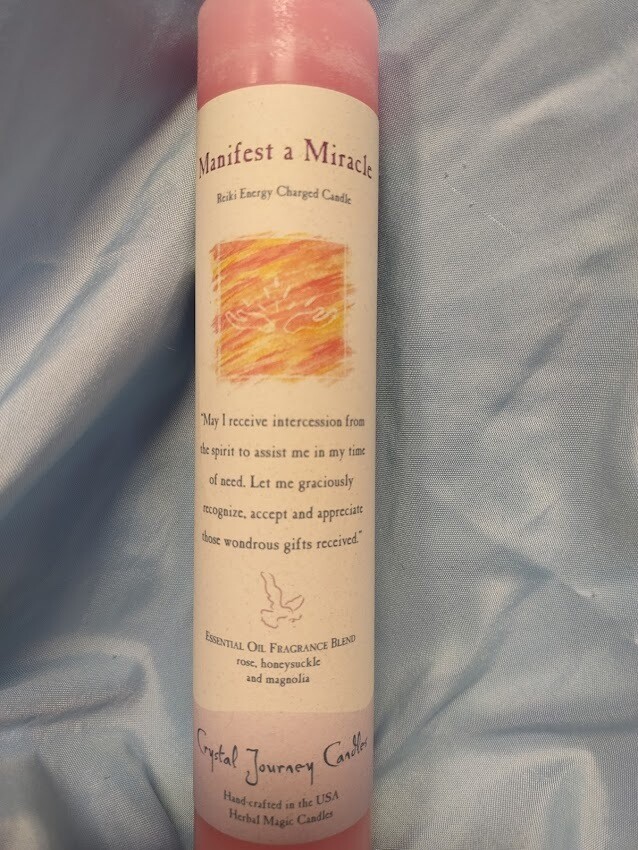 Manifest a Miracle
Reiki Energy Charged Candle
"May I receive intercession from
the spirit to assist me in my time
of need. Let me graciously
recognize, accept and appreciate
those wondrous gifts received."
ESSENTIAL OIL FRAGRANCE BLEND
rose, honeysuckle
and magnolia
Crystal Journey Candles
Hand-crafted in the USA
Herbal Magic Candles